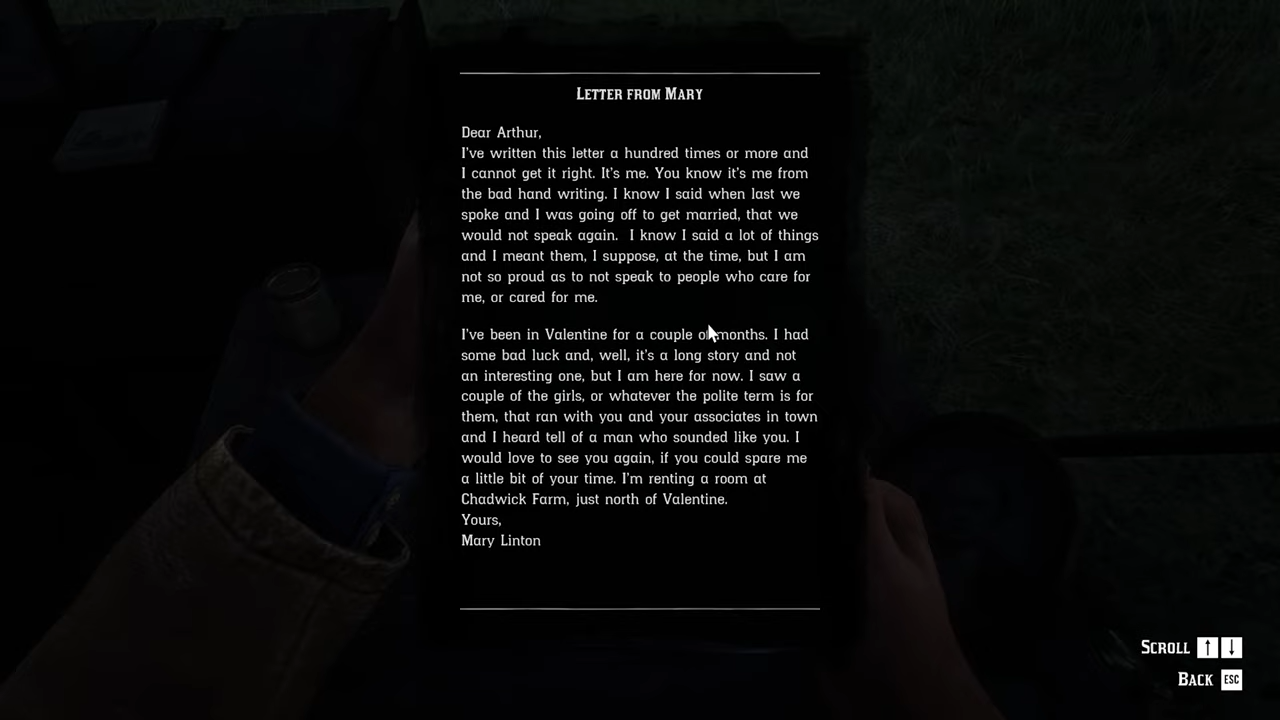 Letter from Mary
Dear Arthur,
I've written this letter a hundred times or more and
I cannot get it right. It's me. You know it's me from
the bad hand writing. I know I said when last we
spoke and I was going off to get married, that we
would not speak again.  I know I said a lot of things
and I meant them, I suppose, at the time, but I am
not so proud as to not speak to people who care for
me, or cared for me.
I've been in Valentine for a couple of months. I had
some bad luck and, well, it's a long story and not
an interesting one, but I am here for now. I saw a
couple of the girls, or whatever the polite term is for
them, that ran with you and your associates in town
and I heard tell of a man who sounded like you. I
would love to see you again, if you could spare me
a little bit of your time. I'm renting a room at
Chadwick Farm, just north of Valentine.
Yours,
Mary Linton
Scroll ↑ ↓
Back ESC